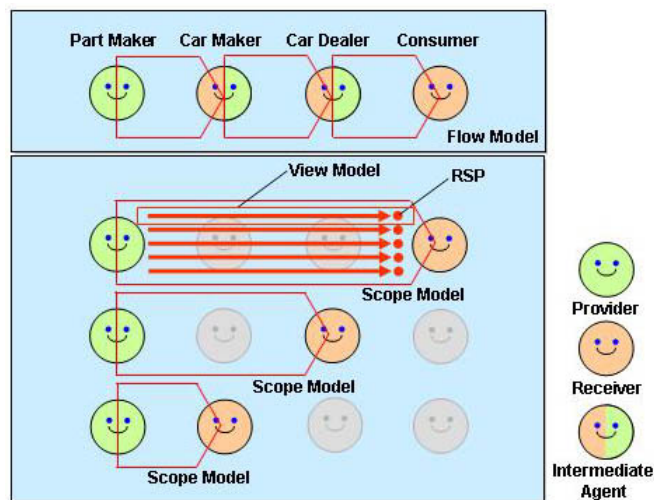 Part Maker Car Maker Car Dealer Consumer
Flow Model
View Model RSP
Scope Model
Scope Model
Scope Model
Provider
Receiver
Intermediate
Agent